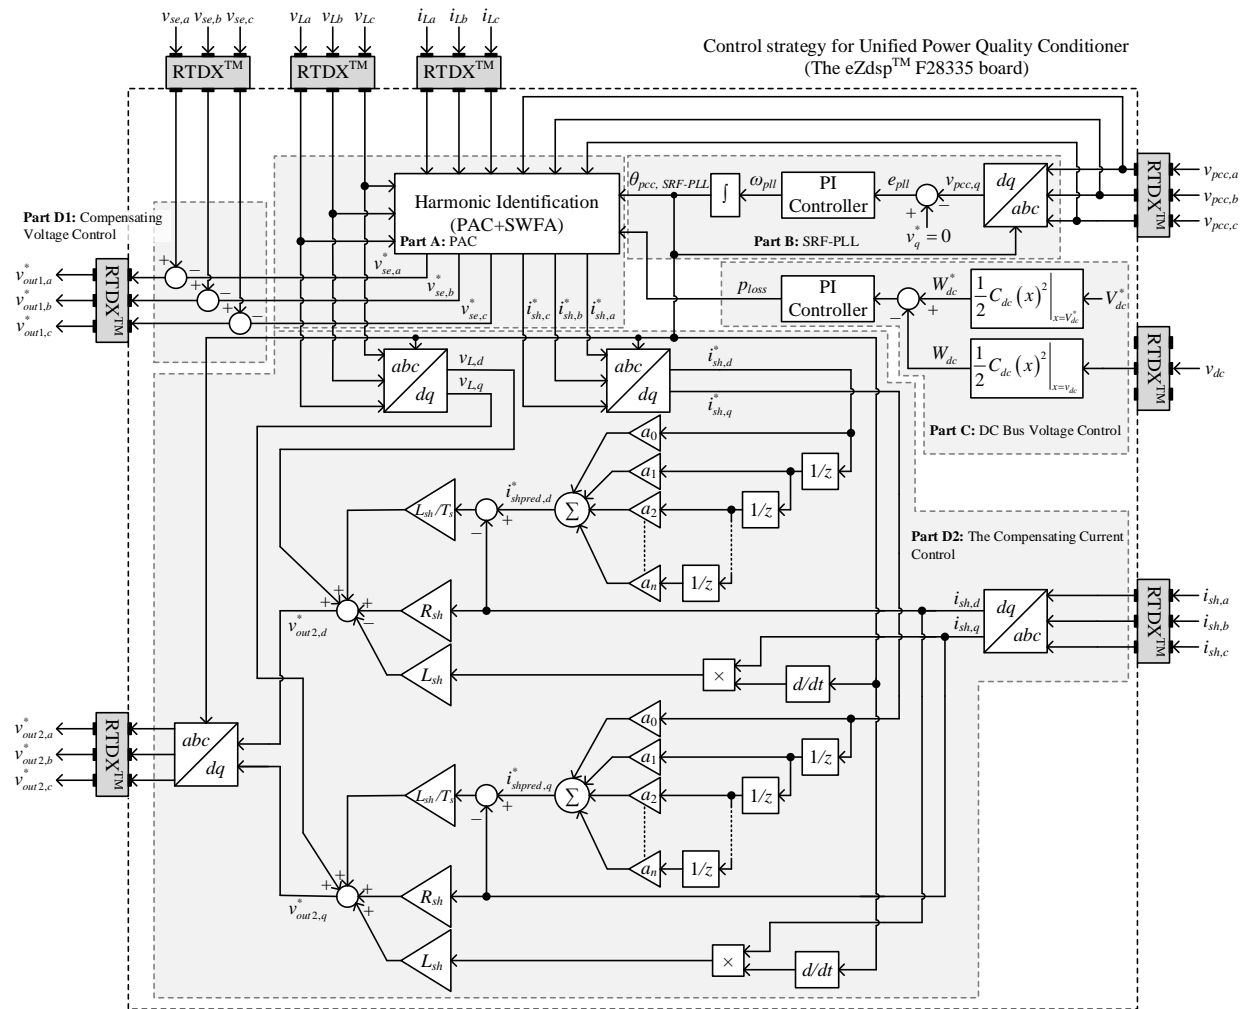 v_se,a v_se,b v_se,c v_La v_Lb v_Lc i_La i_Lb i_Lc
RTDX™ RTDX™ RTDX™
Control strategy for Unified Power Quality Conditioner
(The eZdsp™ F28335 board)
Harmonic Identification
(PAC+SWFA)
Part A: PAC
θ_pcc, SRF-PLL
∫
ω_pll
PI
Controller
e_pll
+
−
v*_q = 0
v_pcc,q
dq
abc
Part B: SRF-PLL
RTDX™
v_pcc,a
v_pcc,b
v_pcc,c
Part D1: Compensating
Voltage Control
+ −
+ −
+ −
v*_se,a
v*_se,b
v*_se,c
i*_sh,c i*_sh,b i*_sh,a
RTDX™
v*_out1,a
v*_out1,b
v*_out1,c
p_loss
PI
Controller
−
+
W*_dc
1/2 C_dc (x)²|x=V*_dc
V*_dc
W_dc
1/2 C_dc (x)²|x=v_dc
RTDX™
v_dc
Part C: DC Bus Voltage Control
abc
dq
v_L,d
v_L,q
abc
dq
i*_sh,d
i*_sh,q
a_0
a_1
1/z
a_2
1/z
a_n
1/z
Σ
i*_shpred,d
+
−
L_sh/T_s
Part D2: The Compensating Current
Control
R_sh
+ + + −
v*_out2,d
L_sh
×
d/dt
i_sh,d
i_sh,q
dq
abc
RTDX™
i_sh,a
i_sh,b
i_sh,c
RTDX™
v*_out2,a
v*_out2,b
v*_out2,c
abc
dq
a_0
a_1
1/z
a_2
1/z
a_n
1/z
Σ
i*_shpred,q
+
−
L_sh/T_s
R_sh
+ + + +
v*_out2,q
L_sh
×
d/dt